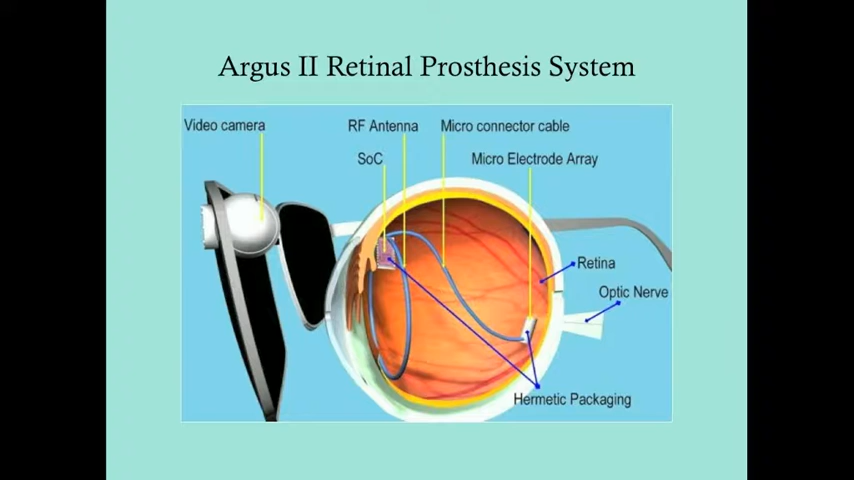 Argus II Retinal Prosthesis System
Video camera
RF Antenna
Micro connector cable
SoC
Micro Electrode Array
Retina
Optic Nerve
Hermetic Packaging